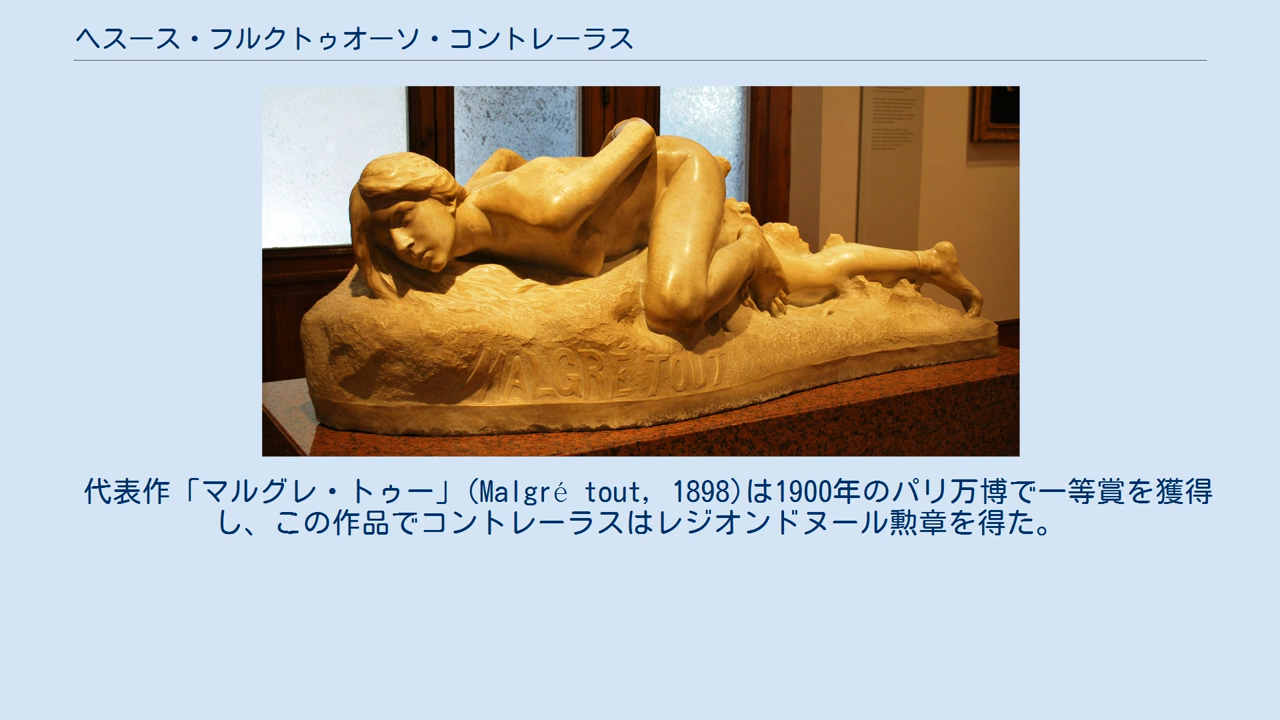 ヘスース・フルクトゥオーソ・コントレーラス
MALGRÉ TOUT
代表作「マルグレ・トゥー」(Malgré tout, 1898)は1900年のパリ万博で一等賞を獲得
し、この作品でコントレーラスはレジオンドヌール勲章を得た。